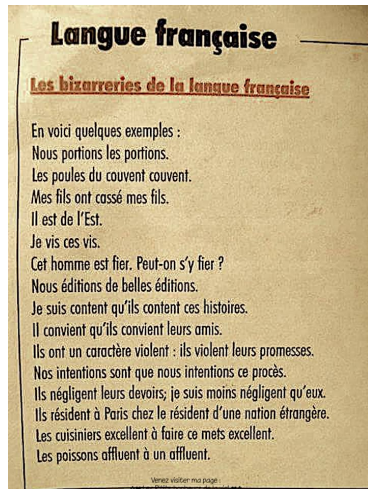 Langue française
Les bizarreries de la langue française
En voici quelques exemples :
Nous portions les portions.
Les poules du couvent couvent.
Mes fils ont cassé mes fils.
Il est de l'Est.
Je vis ces vis.
Cet homme est fier. Peut-on s'y fier ?
Nous éditions de belles éditions.
Je suis content qu'ils content ces histoires.
Il convient qu'ils convient leurs amis.
Ils ont un caractère violent : ils violent leurs promesses.
Nos intentions sont que nous intentions ce procès.
Ils négligent leurs devoirs; je suis moins négligent qu'eux.
Ils résident à Paris chez le résident d'une nation étrangère.
Les cuisiniers excellent à faire ce mets excellent.
Les poissons affluent à un affluent.
Venez visiter ma page :